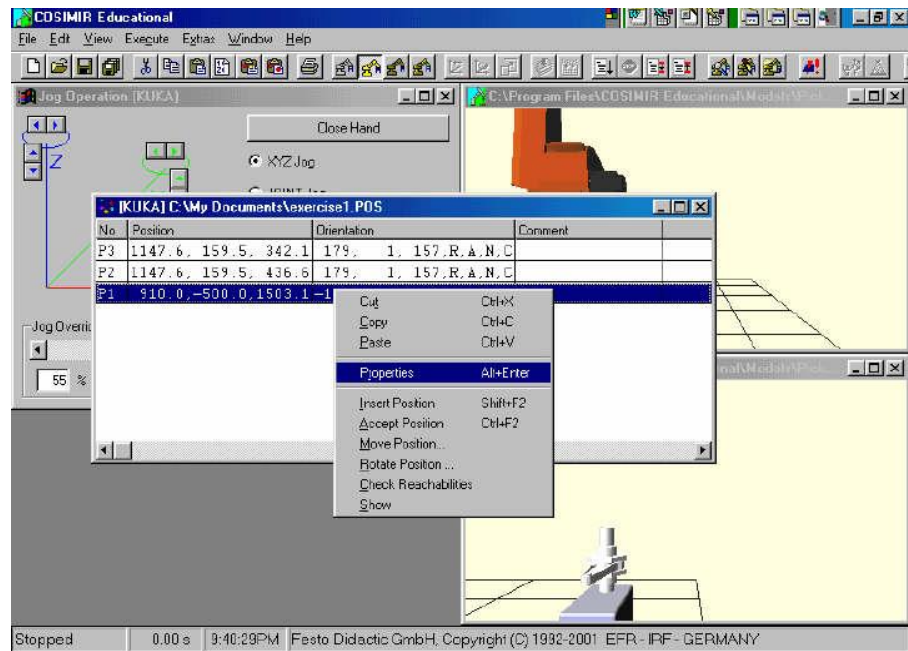 COSIMIR Educational
File Edit View Execute Extras Window Help
Jog Operation (KUKA)
C:\Program Files\COSIMIR Educational\Models\
Close Hand
Z
XYZ Jog
JOINT Jog
[KUKA] C:\My Documents\exercise1.POS
No. Position Orientation Comment
P3 1147.6, 159.5, 342.1 179, 1, 157,R,A,N,C
P2 1147.6, 159.5, 436.6 179, 1, 157,R,A,N,C
P1 910.0,-500.0,1503.1 -1
Jog Overri
55 %
Cut Ctrl+X
Copy Ctrl+C
Paste Ctrl+V
Properties Alt+Enter
Insert Position Shift+F2
Accept Position Ctrl+F2
Move Position...
Rotate Position ...
Check Reachabilities
Show
Stopped 0.00 s 9:40:29PM Festo Didactic GmbH, Copyright (C) 1992-2001 EFR - IRF - GERMANY